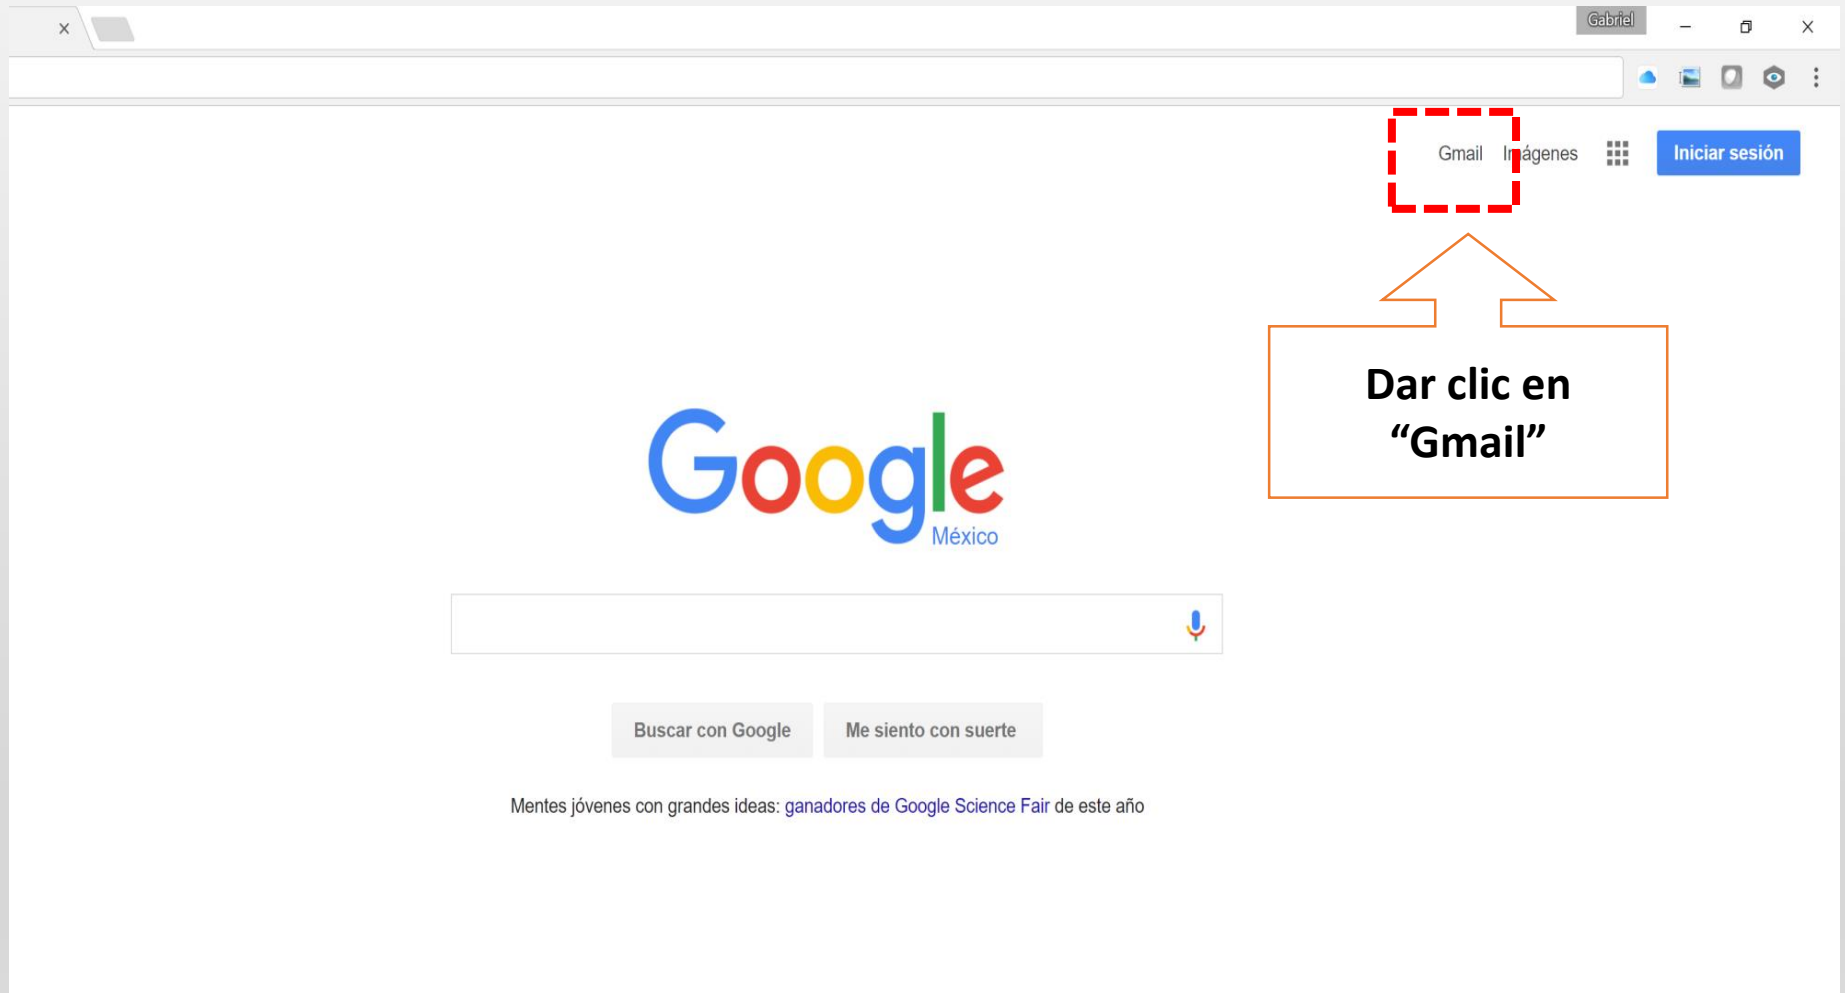 Gabriel
Gmail Imágenes Iniciar sesión
Dar clic en
“Gmail”
Google
México
Buscar con Google Me siento con suerte
Mentes jóvenes con grandes ideas: ganadores de Google Science Fair de este año